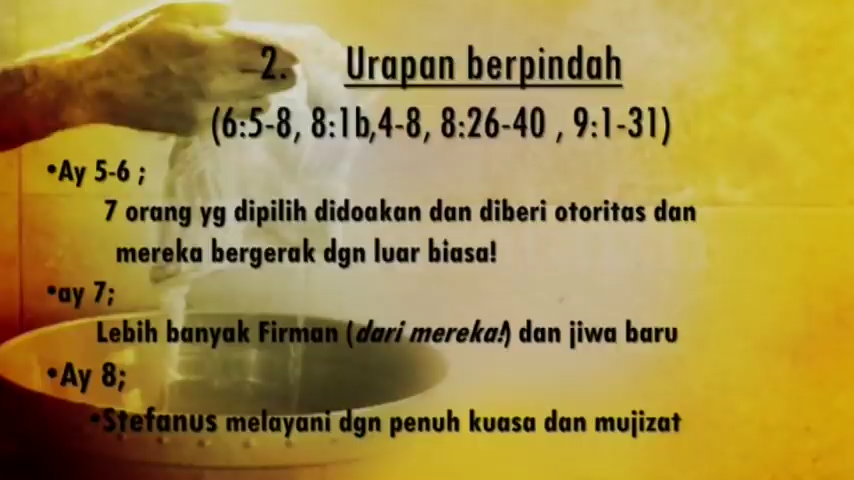 2. Urapan berpindah
(6:5-8, 8:1b,4-8, 8:26-40 , 9:1-31)
•Ay 5-6 ;
7 orang yg dipilih didoakan dan diberi otoritas dan
mereka bergerak dgn luar biasa!
•ay 7;
Lebih banyak Firman (dari mereka!) dan jiwa baru
•Ay 8;
•Stefanus melayani dgn penuh kuasa dan mujizat